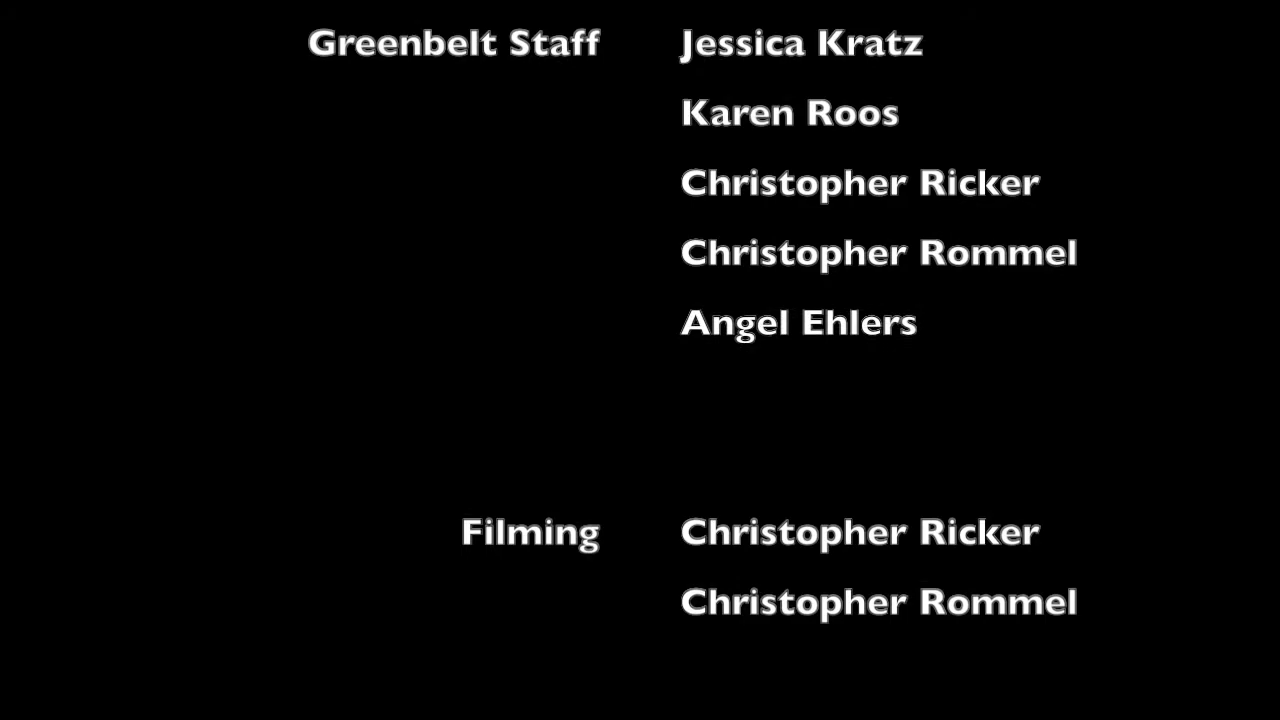 Greenbelt Staff Jessica Kratz
Karen Roos
Christopher Ricker
Christopher Rommel
Angel Ehlers
Filming Christopher Ricker
Christopher Rommel